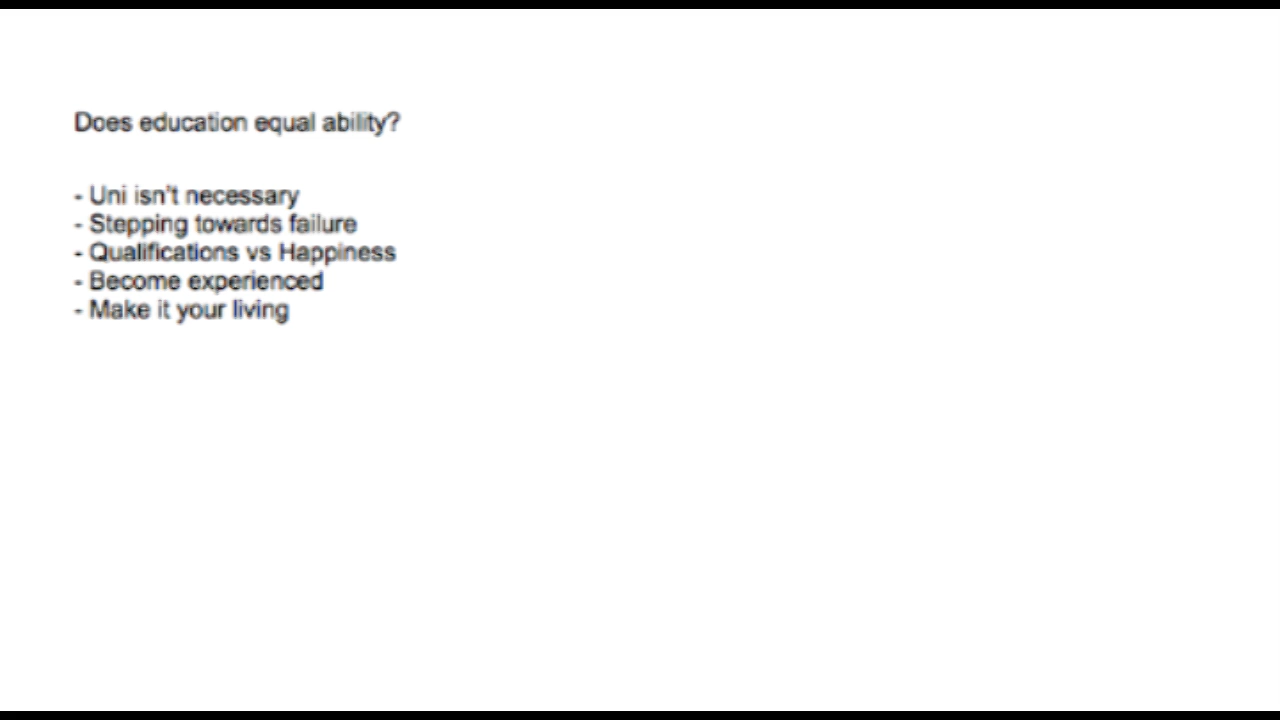 Does education equal ability?
- Uni isn't necessary
- Stepping towards failure
- Qualifications vs Happiness
- Become experienced
- Make it your living